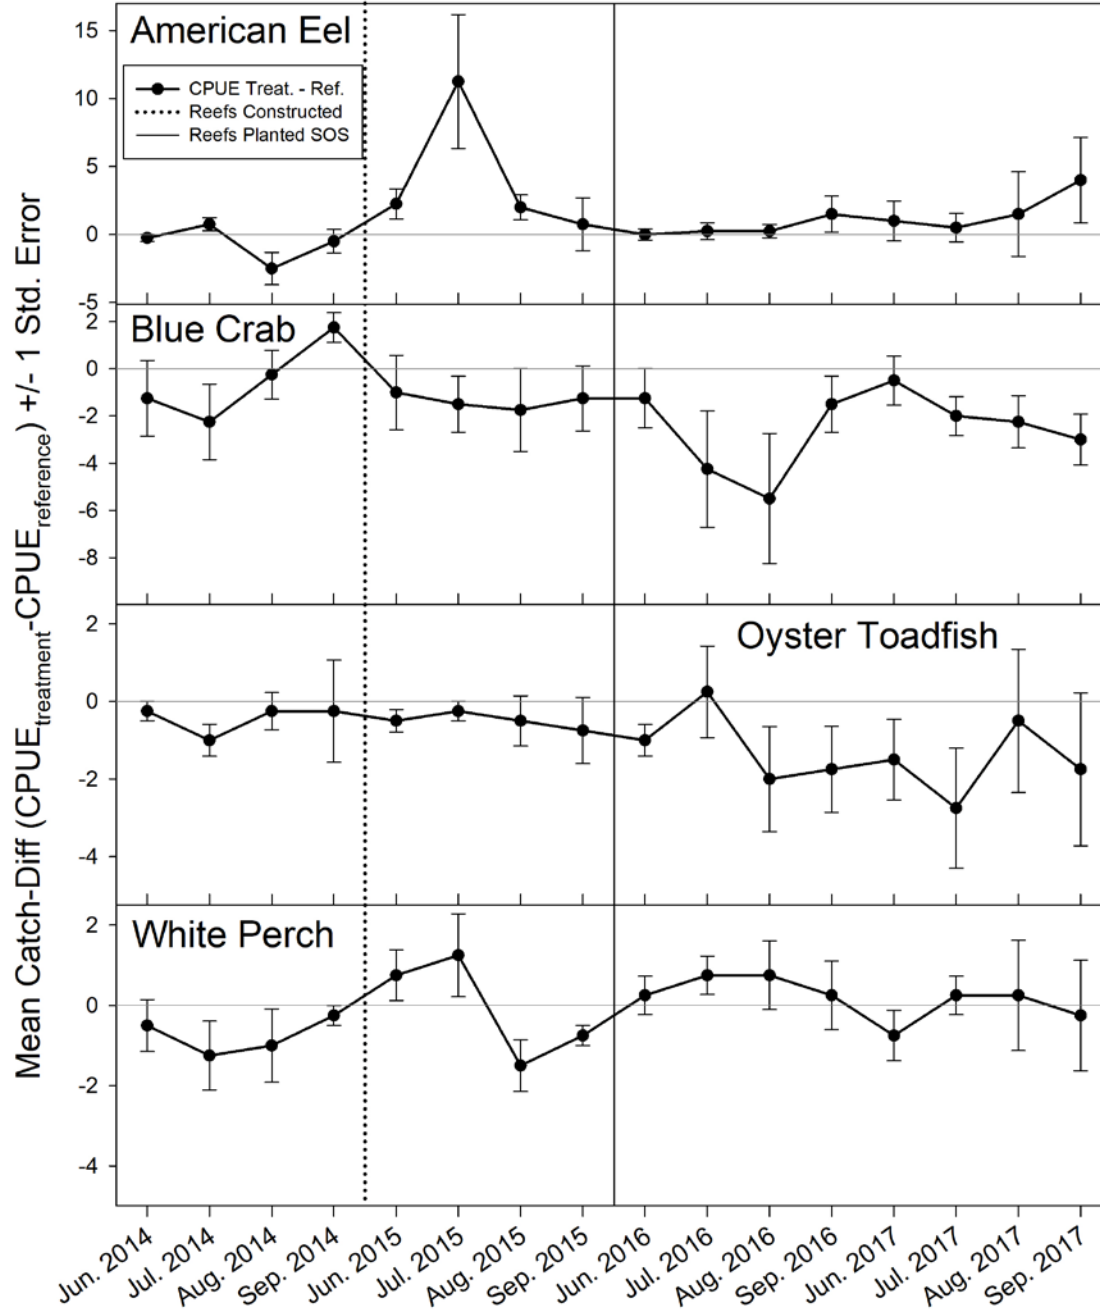 Mean Catch-Diff (CPUEtreatment-CPUEreference) +/- 1 Std. Error
American Eel
CPUE Treat. - Ref.
Reefs Constructed
Reefs Planted SOS
15
10
5
0
-5
Blue Crab
2
0
-2
-4
-6
-8
Oyster Toadfish
2
0
-2
-4
White Perch
2
0
-2
-4
Jun. 2014
Jul. 2014
Aug. 2014
Sep. 2014
Jun. 2015
Jul. 2015
Aug. 2015
Sep. 2015
Jun. 2016
Jul. 2016
Aug. 2016
Sep. 2016
Jun. 2017
Jul. 2017
Aug. 2017
Sep. 2017